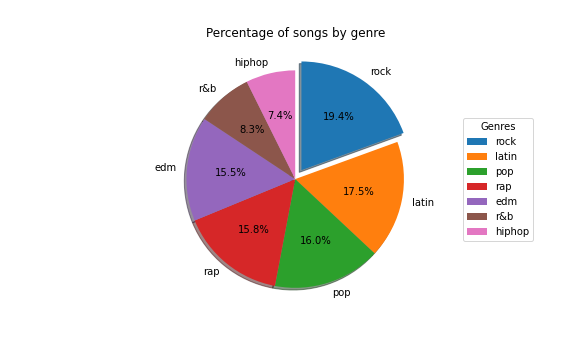 Percentage of songs by genre
hiphop
rock
r&b
7.4%
19.4%
8.3%
edm
15.5%
17.5%
latin
15.8%
16.0%
rap
pop
Genres
rock
latin
pop
rap
edm
r&b
hiphop